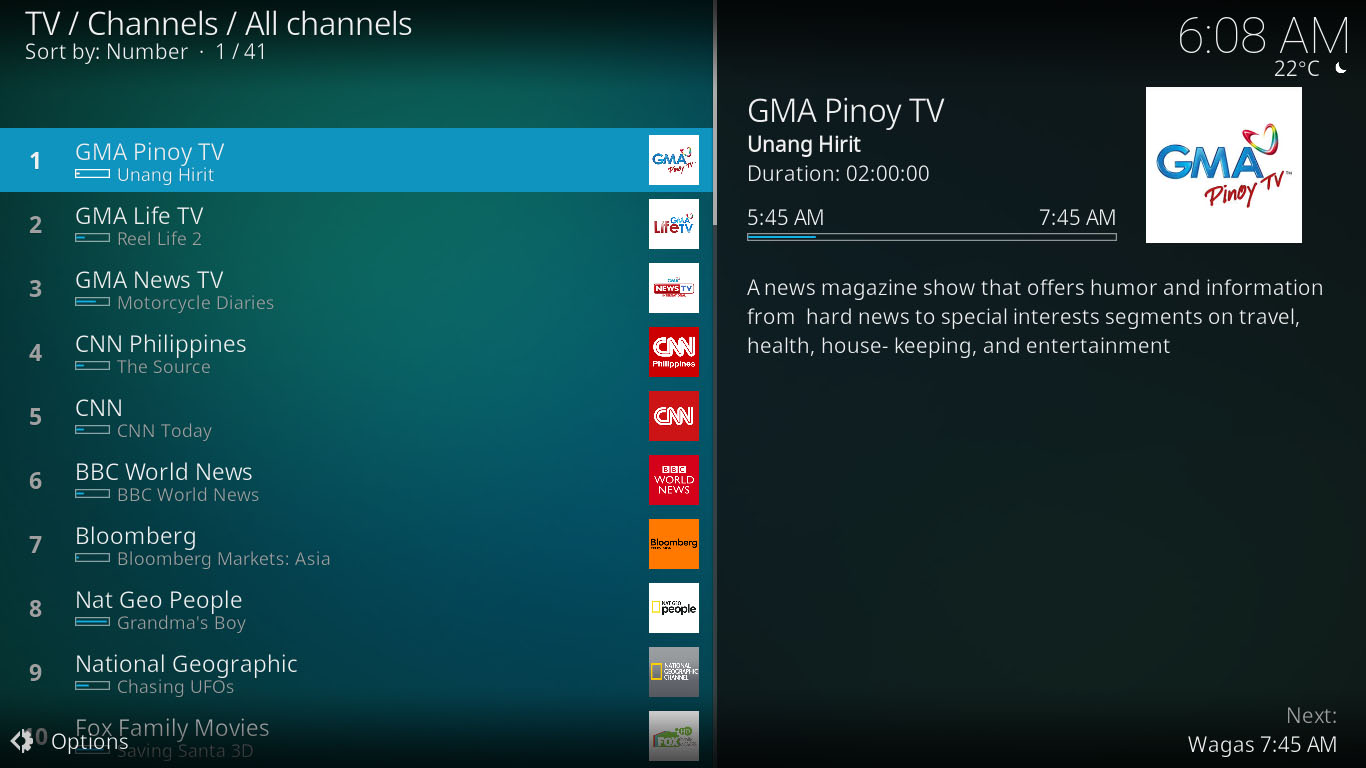 TV / Channels / All channels
Sort by: Number · 1 / 41
6:08 AM
22°C
1
GMA Pinoy TV
Unang Hirit
GMA
Pinoy TV
2
GMA Life TV
Reel Life 2
GMA
Life TV
3
GMA News TV
Motorcycle Diaries
NEWS TV
4
CNN Philippines
The Source
CNN
Philippines
5
CNN
CNN Today
CNN
6
BBC World News
BBC World News
BBC
WORLD
NEWS
7
Bloomberg
Bloomberg Markets: Asia
Bloomberg
8
Nat Geo People
Grandma's Boy
NAT GEO
people
9
National Geographic
Chasing UFOs
NATIONAL
GEOGRAPHIC
CHANNEL
10
Fox Family Movies
Saving Santa 3D
FOX
Options
GMA Pinoy TV
Unang Hirit
Duration: 02:00:00
5:45 AM 7:45 AM
GMA
Pinoy TV
A news magazine show that offers humor and information
from  hard news to special interests segments on travel,
health, house- keeping, and entertainment
Next:
Wagas 7:45 AM